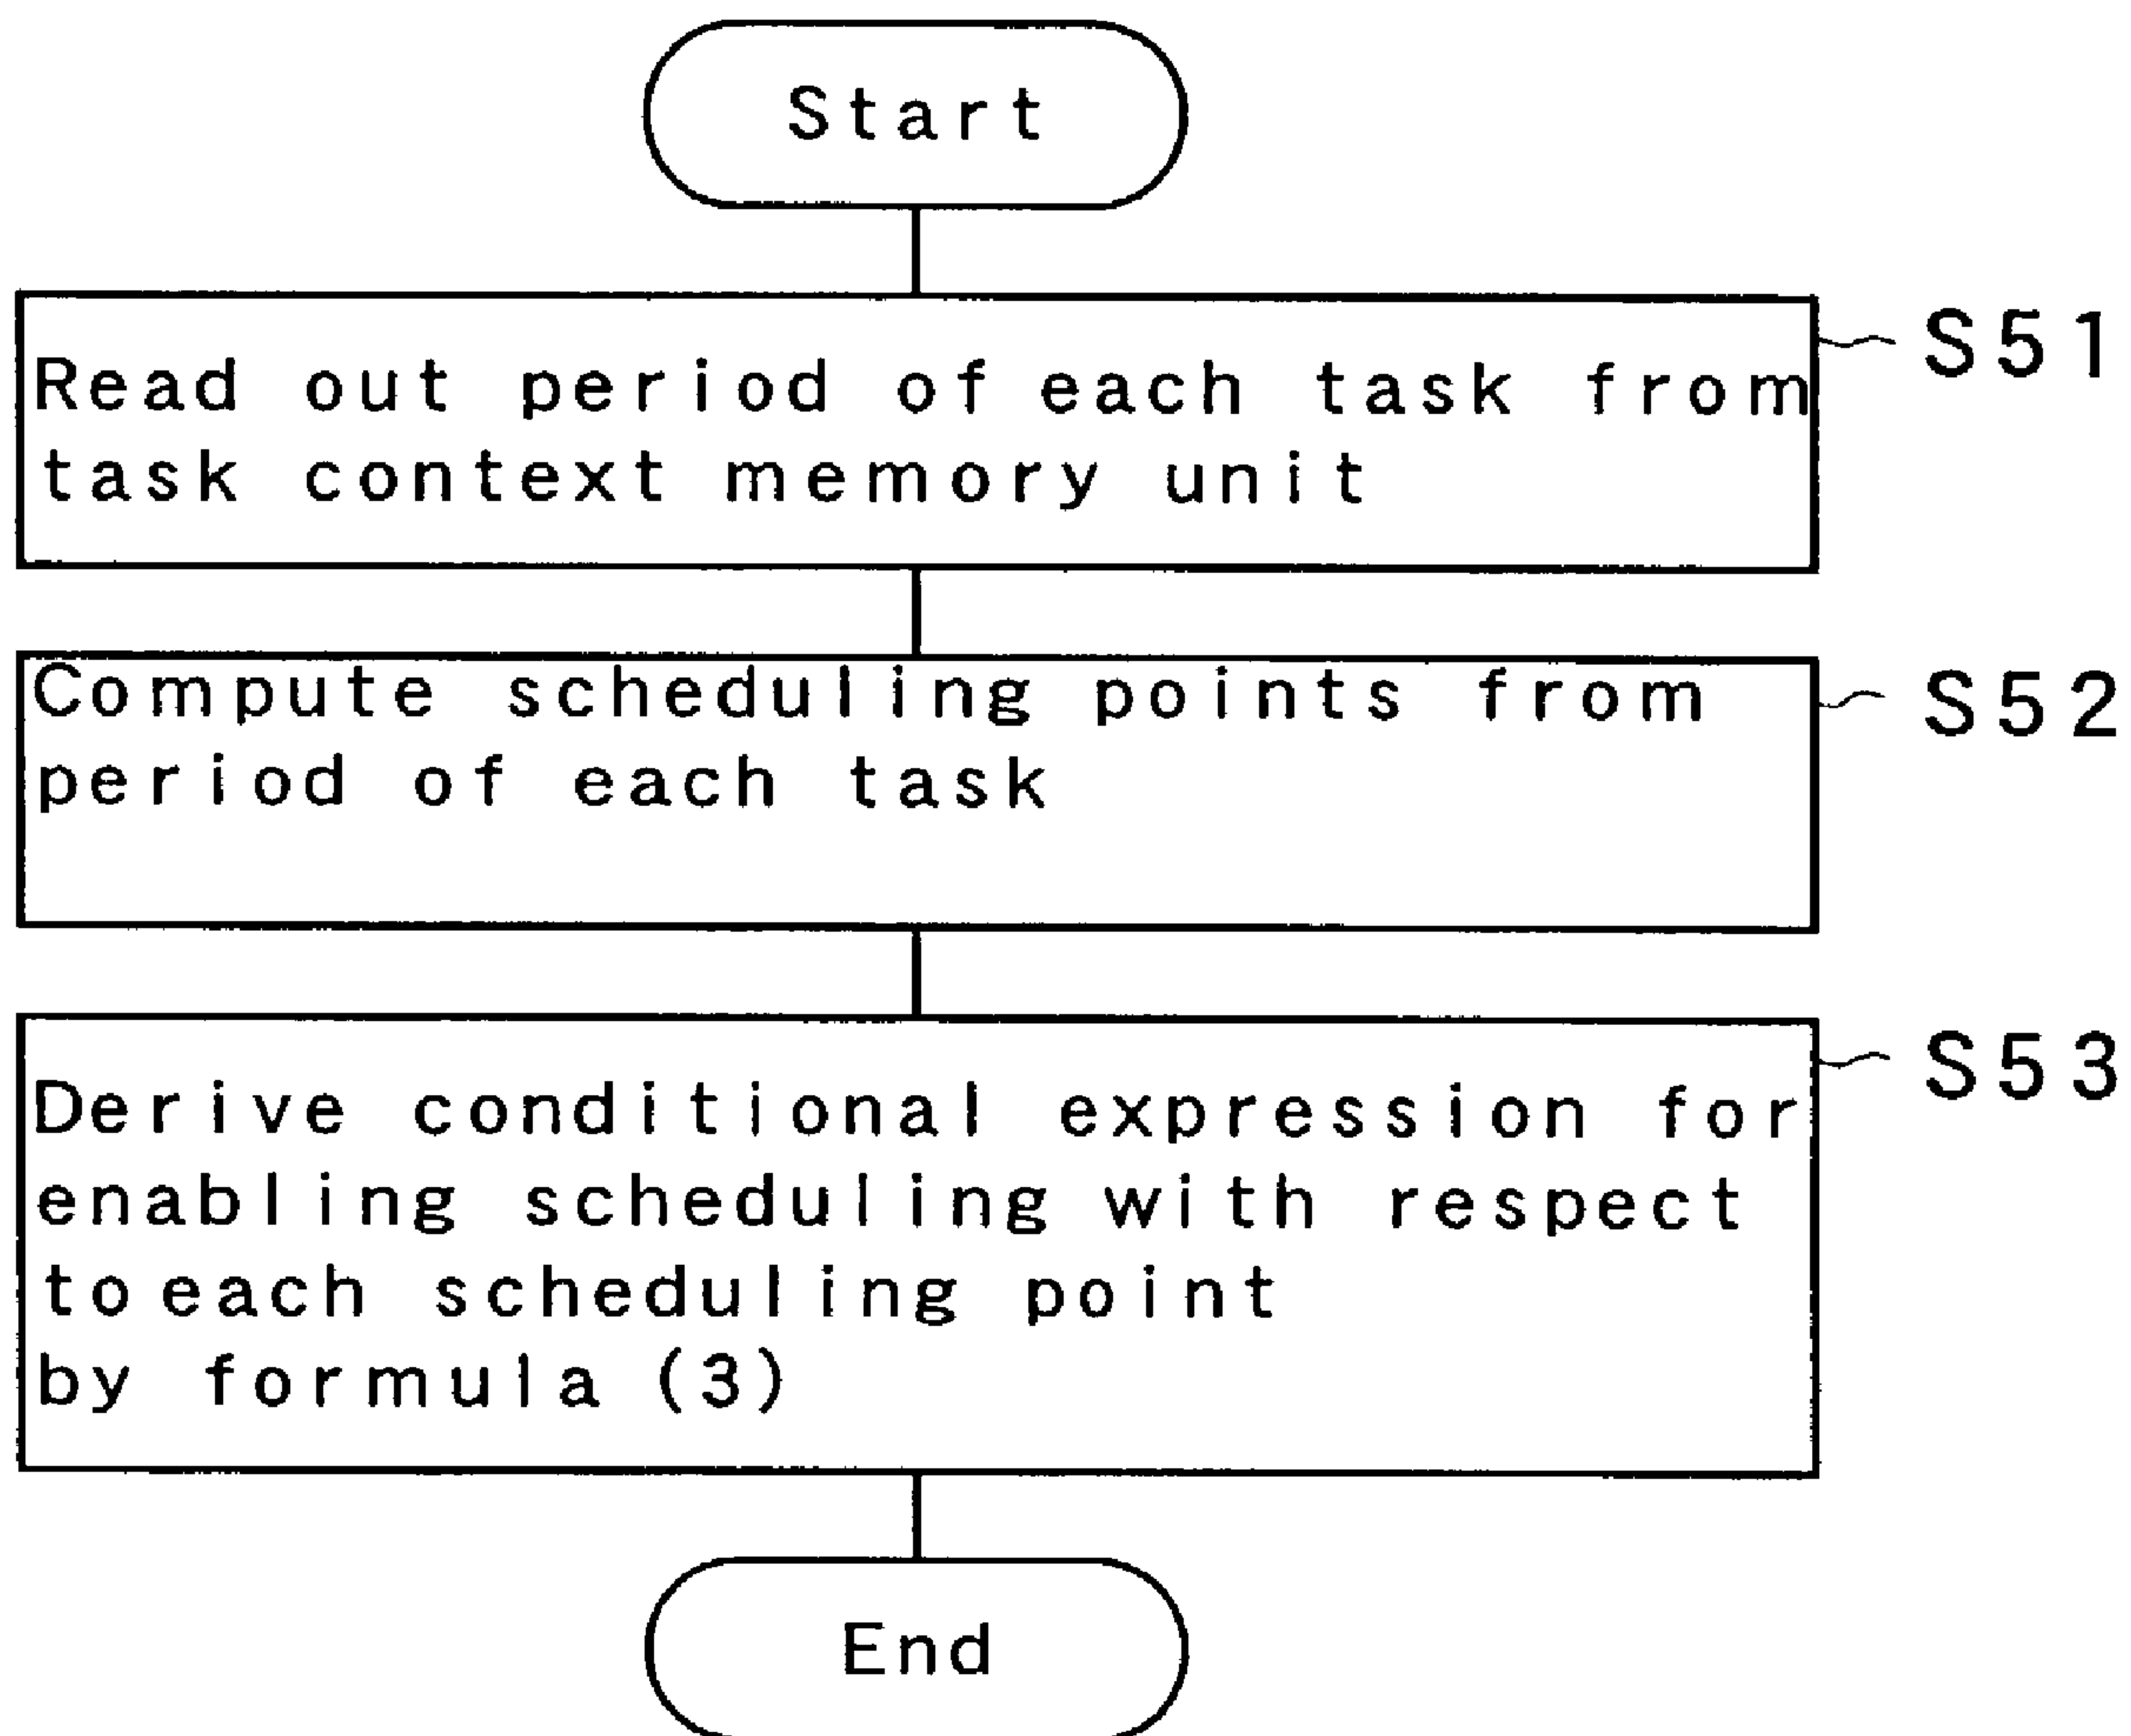 Start
Read out period of each task from
task context memory unit
S51
Compute scheduling points from
period of each task
S52
Derive conditional expression for
enabling scheduling with respect
to each scheduling point
by formula (3)
S53
End